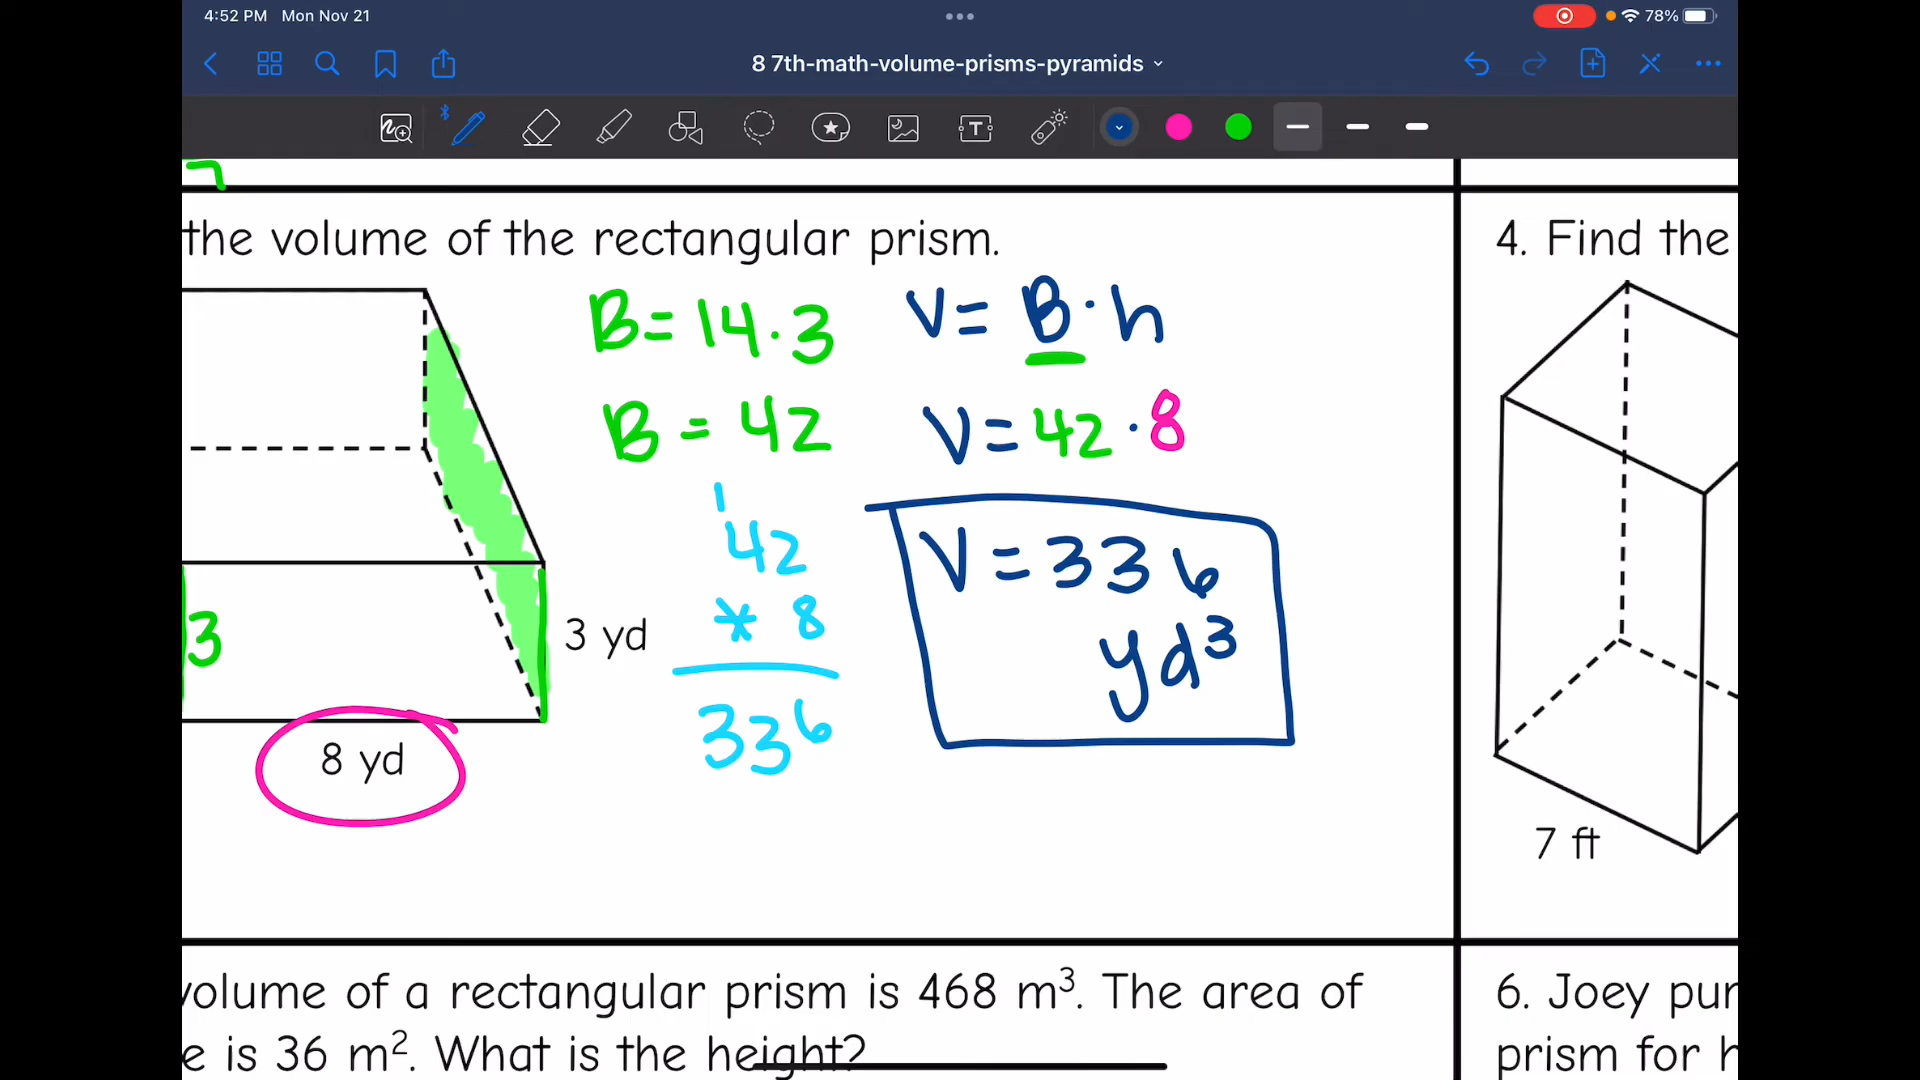 4:52 PM Mon Nov 21
78%
8 7th-math-volume-prisms-pyramids
T
7
the volume of the rectangular prism.
B = 14 · 3
V = B · h
B = 42
V = 42 · 8
1
42
* 8
336
V = 336
yd³
3
3 yd
8 yd
4. Find the
7 ft
volume of a rectangular prism is 468 m³. The area of
e is 36 m². What is the height?
6. Joey pur
prism for h